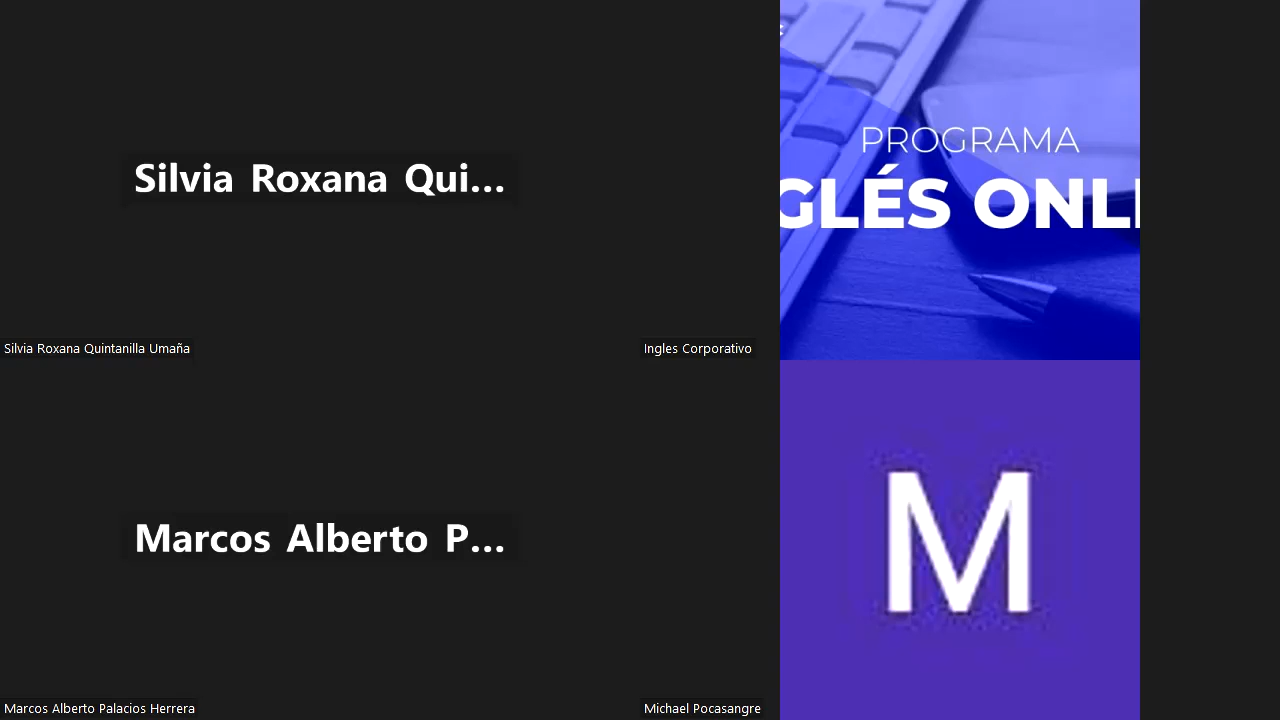 Silvia Roxana Qui...
Silvia Roxana Quintanilla Umaña
PROGRAMA
GLÉS ONLI
Ingles Corporativo
Marcos Alberto P...
Marcos Alberto Palacios Herrera
M
Michael Pocasangre